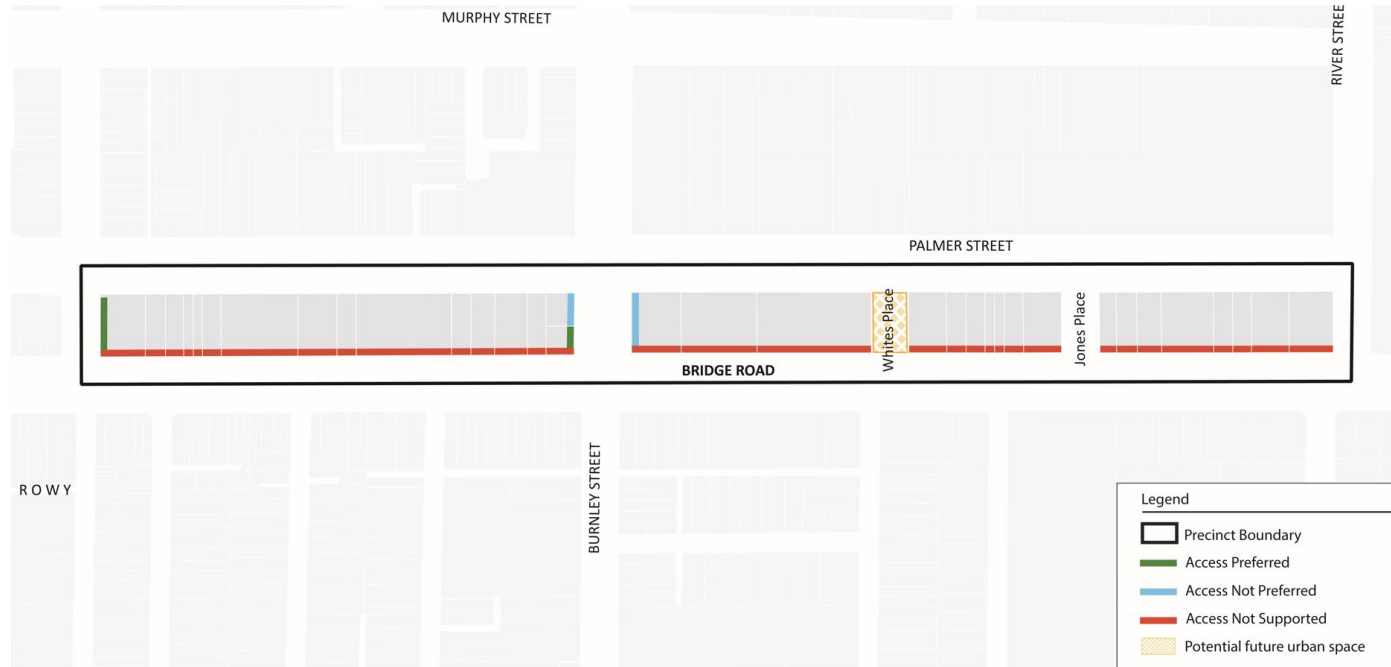 MURPHY STREET
RIVER STREE
PALMER STREET
Whites Place
Jones Place
BRIDGE ROAD
ROWY
BURNLEY STREET
Legend
Precinct Boundary
Access Preferred
Access Not Preferred
Access Not Supported
Potential future urban space